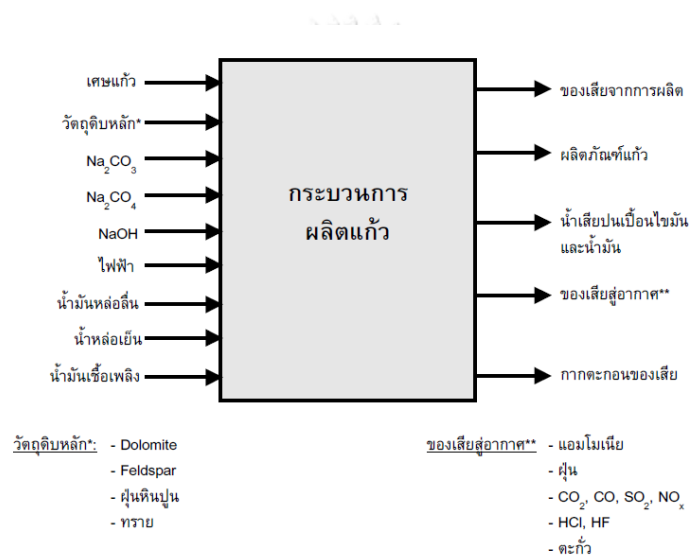 เศษแก้ว
วัตถุดิบหลัก*
Na2CO3
Na2CO4
NaOH
ไฟฟ้า
น้ำมันหล่อลื่น
น้ำหล่อเย็น
น้ำมันเชื้อเพลิง
กระบวนการ
ผลิตแก้ว
ของเสียจากการผลิต
ผลิตภัณฑ์แก้ว
น้ำเสียปนเปื้อนไขมัน
และน้ำมัน
ของเสียสู่อากาศ**
กากตะกอนของเสีย
วัตถุดิบหลัก*: - Dolomite
- Feldspar
- ฝุ่นหินปูน
- ทราย
ของเสียสู่อากาศ** - แอมโมเนีย
- ฝุ่น
- CO2, CO, SO2, NOx
- HCl, HF
- ตะกั่ว